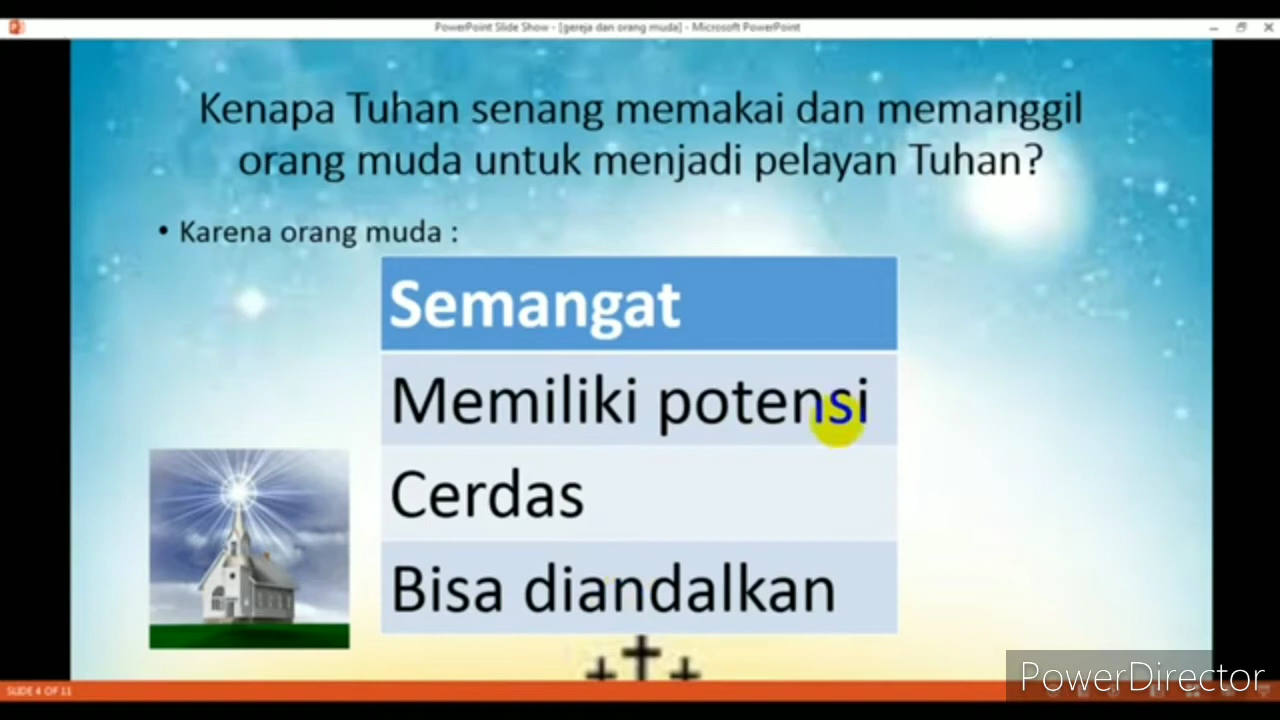 PowerPoint Slide Show - [gereja dan orang muda] - Microsoft PowerPoint
Kenapa Tuhan senang memakai dan memanggil
orang muda untuk menjadi pelayan Tuhan?
• Karena orang muda :
Semangat
Memiliki potensi
Cerdas
Bisa diandalkan
PowerDirector
SLIDE 4 OF 11